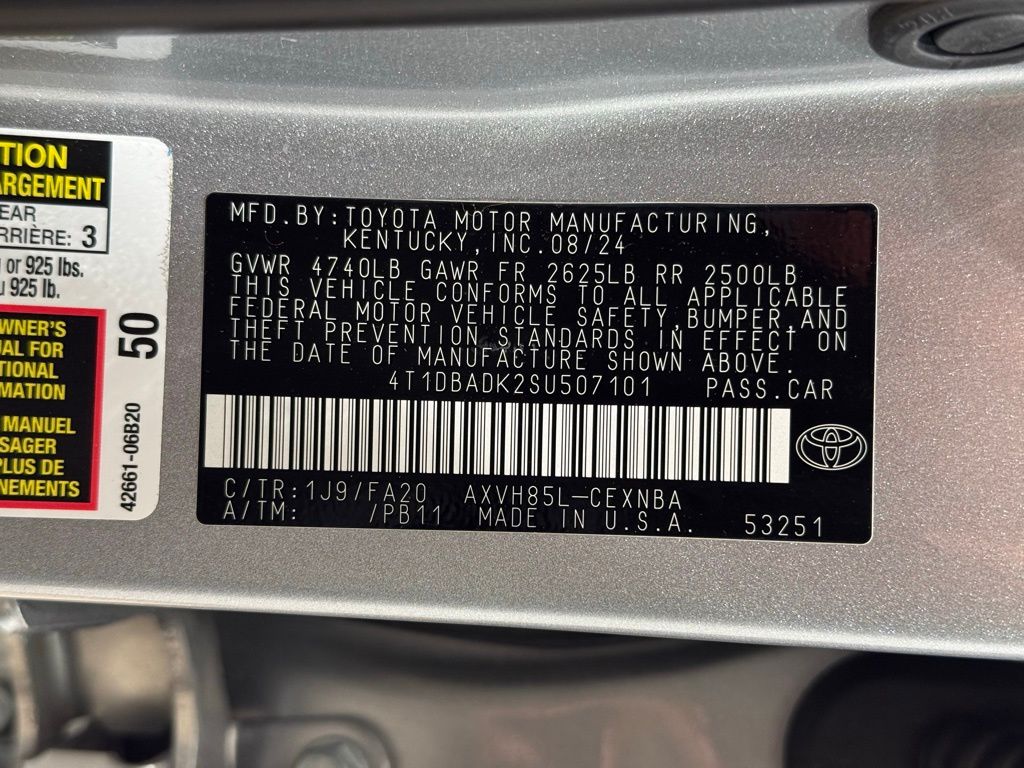 TION
ARGEMENT
EAR
RRIÈRE: 3
or 925 lbs.
925 lb.
WNER'S
UAL FOR
TIONAL
MATION
MANUEL
SAGER
PLUS DE
NEMENTS
50
42661-06B20
MFD.BY:TOYOTA MOTOR MANUFACTURING,
KENTUCKY,INC.08/24
GVWR 4740LB GAWR FR 2625LB RR 2500LB
THIS VEHICLE CONFORMS TO ALL APPLICABLE
FEDERAL MOTOR VEHICLE SAFETY,BUMPER,AND
THEFT PREVENTION STANDARDS IN EFFECT ON
THE DATE OF MANUFACTURE SHOWN ABOVE.
4T1DBADK2SU507101 PASS.CAR
C/TR:1J9/FA20 AXVH85L-CEXNBA
A/TM: /PB11 MADE IN U.S.A. 53251